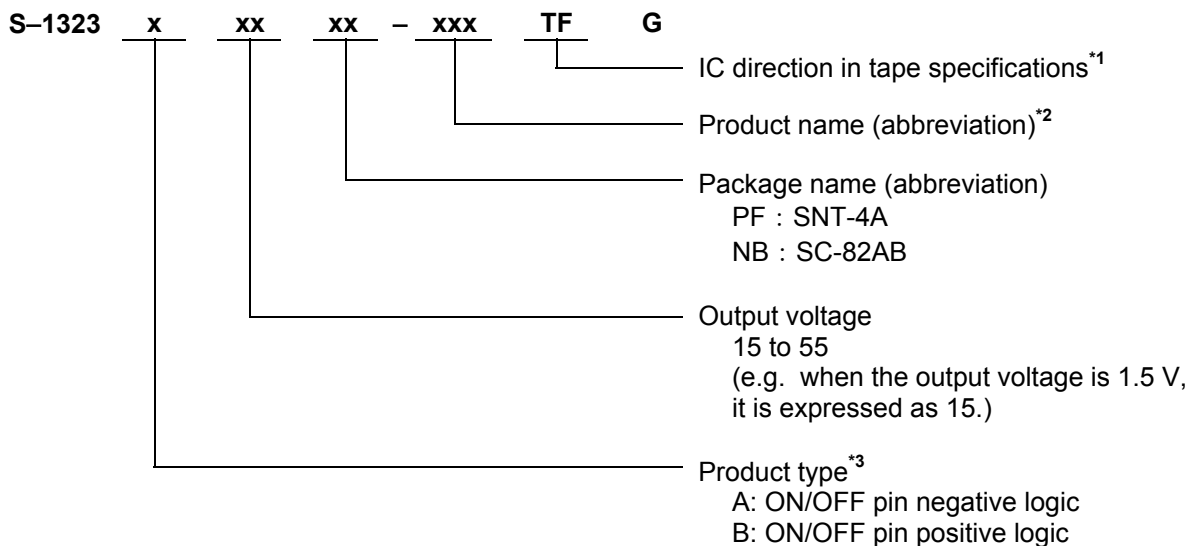 S–1323 x xx xx – xxx TF G
IC direction in tape specifications*1
Product name (abbreviation)*2
Package name (abbreviation)
PF : SNT-4A
NB : SC-82AB
Output voltage
15 to 55
(e.g. when the output voltage is 1.5 V,
it is expressed as 15.)
Product type*3
A: ON/OFF pin negative logic
B: ON/OFF pin positive logic